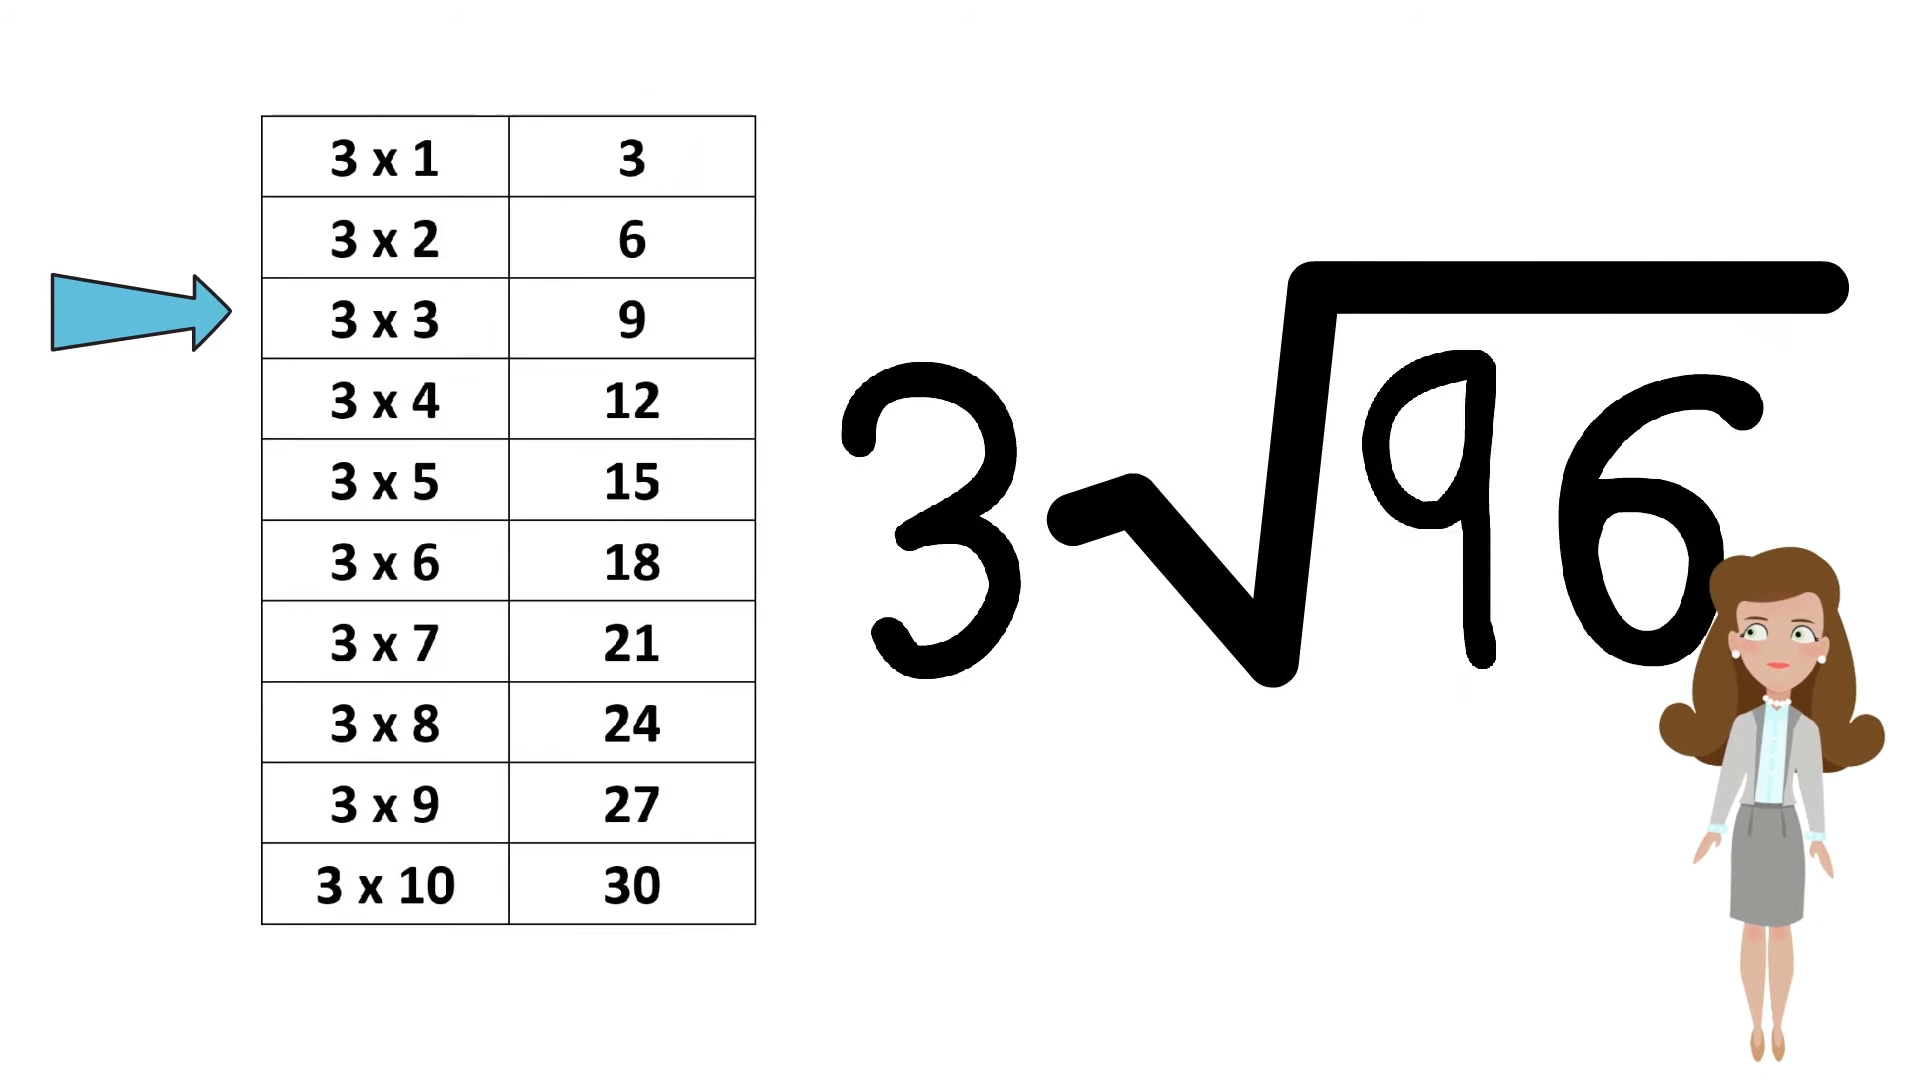 3 x 1 3
3 x 2 6
3 x 3 9
3 x 4 12
3 x 5 15
3 x 6 18
3 x 7 21
3 x 8 24
3 x 9 27
3 x 10 30
3√96